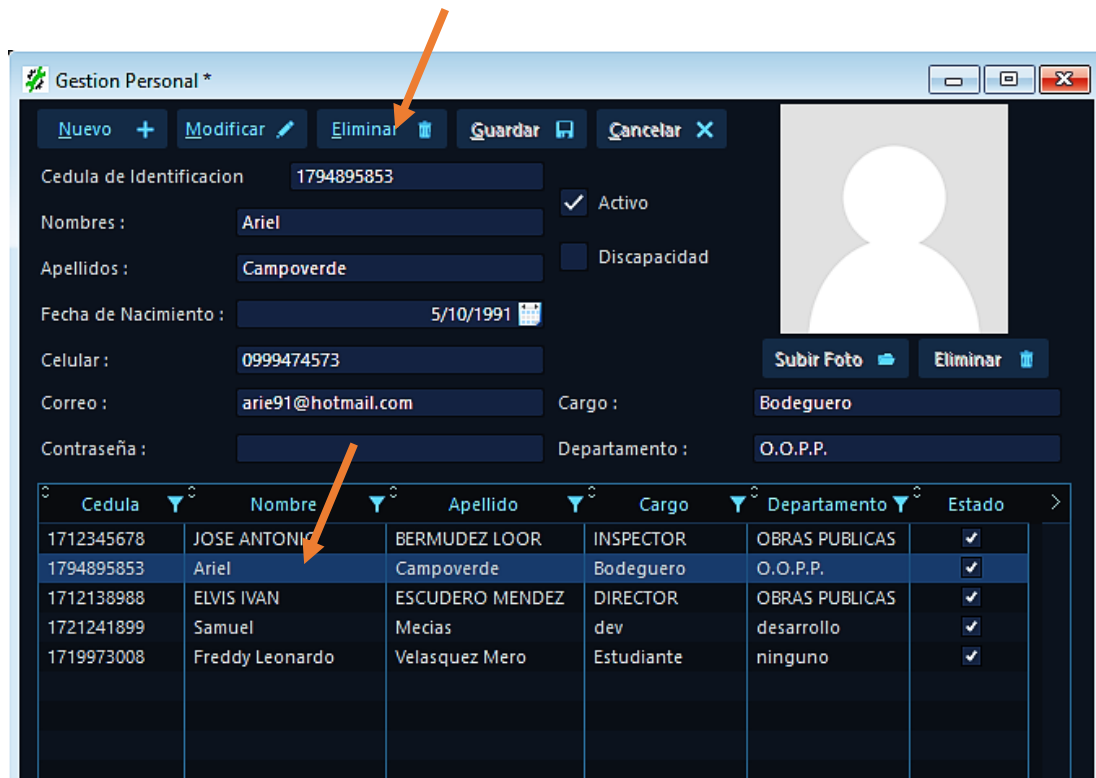 Gestion Personal *
Nuevo Modificar Eliminar Guardar Cancelar
Cedula de Identificacion 1794895853
Activo
Nombres : Ariel
Discapacidad
Apellidos : Campoverde
Fecha de Nacimiento : 5/10/1991
Celular : 0999474573
Subir Foto Eliminar
Correo : arie91@hotmail.com Cargo : Bodeguero
Contraseña : Departamento : O.O.P.P.
Cedula Nombre Apellido Cargo Departamento Estado
1712345678 JOSE ANTONIO BERMUDEZ LOOR INSPECTOR OBRAS PUBLICAS
1794895853 Ariel Campoverde Bodeguero O.O.P.P.
1712138988 ELVIS IVAN ESCUDERO MENDEZ DIRECTOR OBRAS PUBLICAS
1721241899 Samuel Mecias dev desarrollo
1719973008 Freddy Leonardo Velasquez Mero Estudiante ninguno